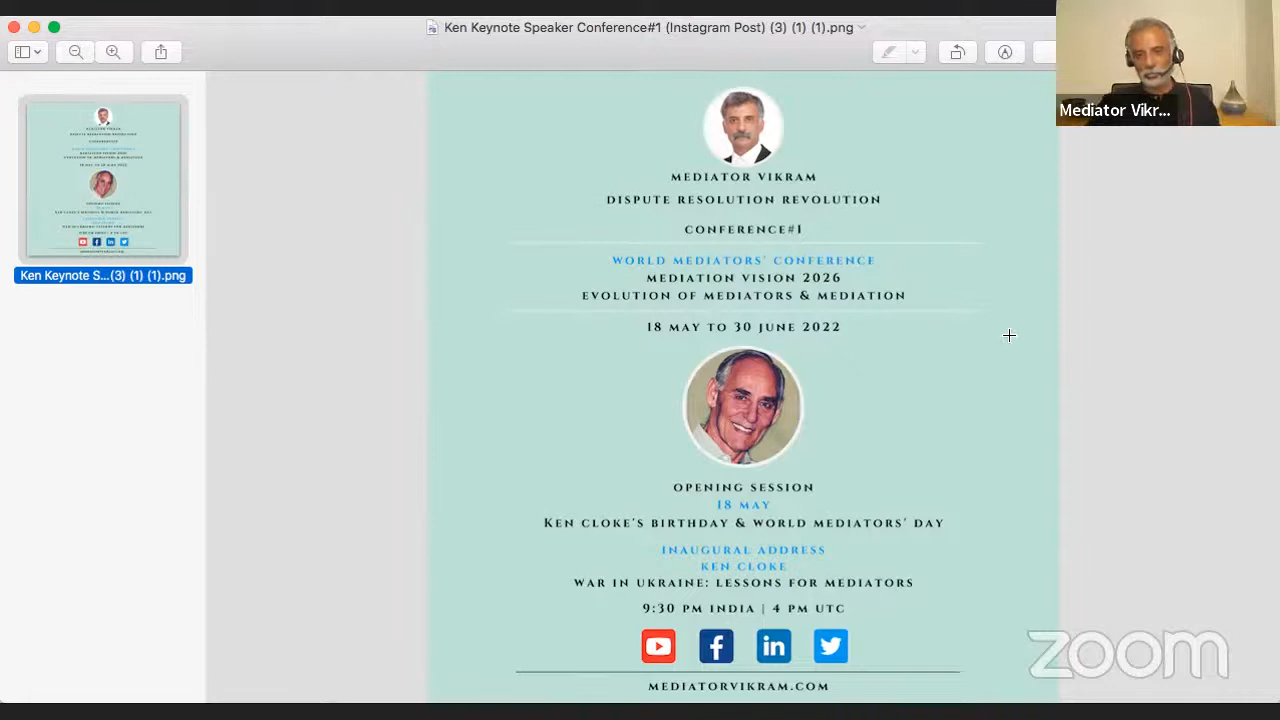 Ken Keynote Speaker Conference#1 (Instagram Post) (3) (1) (1).png
Mediator Vikr...
Ken Keynote S...(3) (1) (1).png
MEDIATOR VIKRAM
DISPUTE RESOLUTION REVOLUTION
CONFERENCE#1
WORLD MEDIATORS' CONFERENCE
MEDIATION VISION 2026
EVOLUTION OF MEDIATORS & MEDIATION
18 MAY TO 30 JUNE 2022
OPENING SESSION
18 MAY
KEN CLOKE'S BIRTHDAY & WORLD MEDIATORS' DAY
INAUGURAL ADDRESS
KEN CLOKE
WAR IN UKRAINE: LESSONS FOR MEDIATORS
9:30 PM INDIA | 4 PM UTC
MEDIATORVIKRAM.COM
zoom